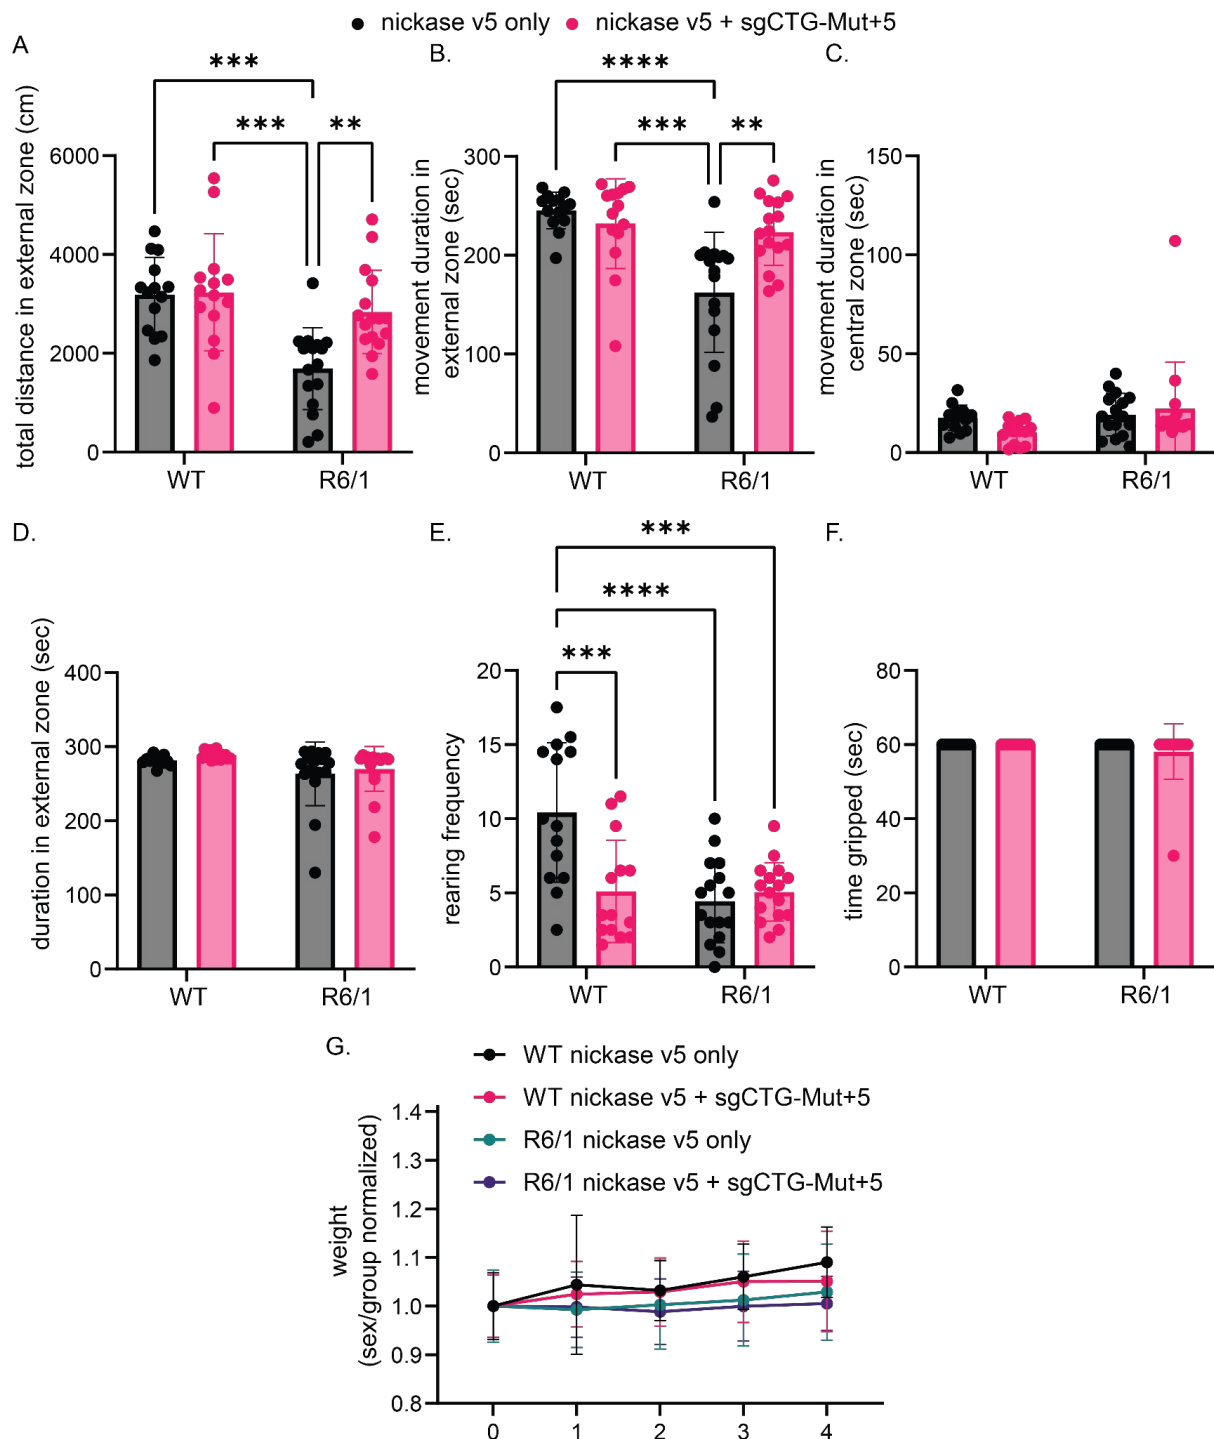 nickase v5 only nickase v5 + sgCTG-Mut+5
A
total distance in external zone (cm)
6000
4000
2000
0
*** 
***
**
WT
R6/1
B.
movement duration in
external zone (sec)
300
200
100
0
****
***
**
WT
R6/1
C.
movement duration in
central zone (sec)
150
100
50
0
WT
R6/1
D.
duration in external zone (sec)
400
300
200
100
0
WT
R6/1
E.
rearing frequency
20
15
10
5
0
***
****
***
WT
R6/1
F.
time gripped (sec)
80
60
40
20
0
WT
R6/1
G.
WT nickase v5 only
WT nickase v5 + sgCTG-Mut+5
R6/1 nickase v5 only
R6/1 nickase v5 + sgCTG-Mut+5
weight
(sex/group normalized)
1.4
1.3
1.2
1.1
1.0
0.9
0.8
0 1 2 3 4